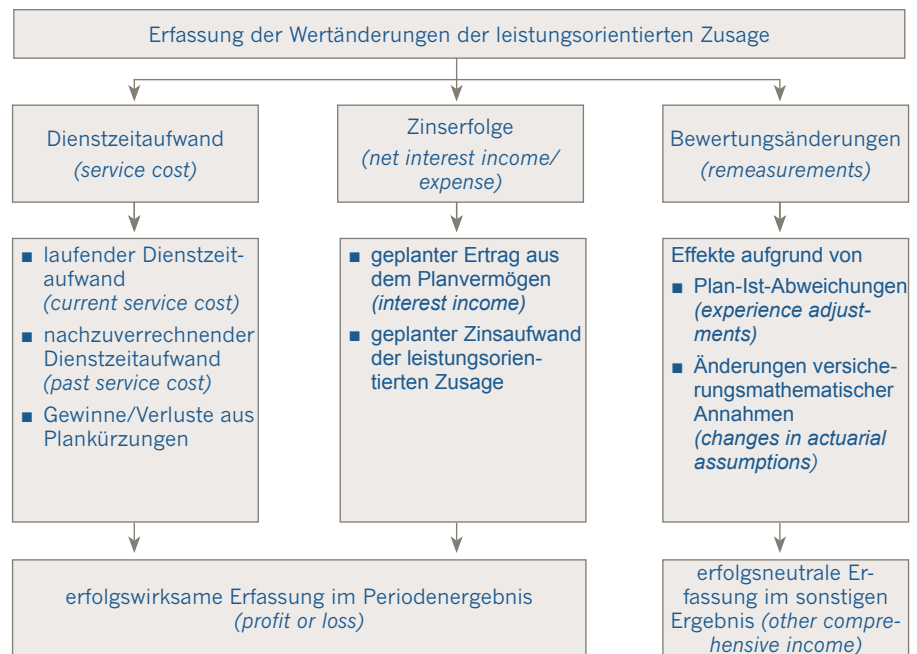 Erfassung der Wertänderungen der leistungsorientierten Zusage
Dienstzeitaufwand
(service cost)
Zinserfolge
(net interest income/
expense)
Bewertungsänderungen
(remeasurements)
■ laufender Dienstzeit-
aufwand
(current service cost)
■ nachzuverrechnender
Dienstzeitaufwand
(past service cost)
■ Gewinne/Verluste aus
Plankürzungen
■ geplanter Ertrag aus
dem Planvermögen
(interest income)
■ geplanter Zinsaufwand
der leistungsorien-
tierten Zusage
Effekte aufgrund von
■ Plan-Ist-Abweichungen
(experience adjust-
ments)
■ Änderungen versiche-
rungsmathematischer
Annahmen
(changes in actuarial
assumptions)
erfolgswirksame Erfassung im Periodenergebnis
(profit or loss)
erfolgsneutrale Er-
fassung im sonstigen
Ergebnis (other compre-
hensive income)